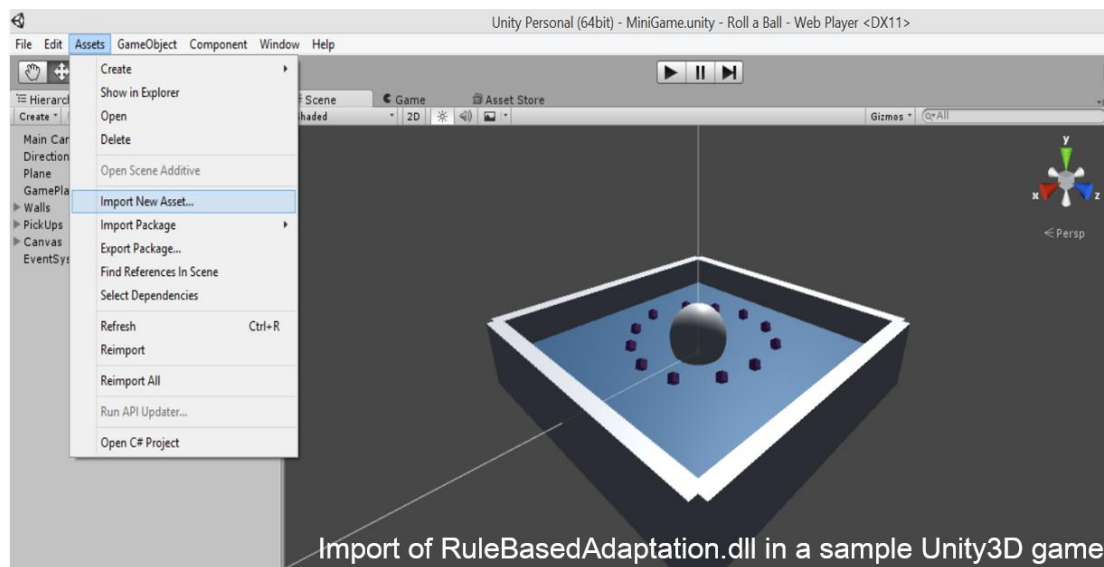 Unity Personal (64bit) - MiniGame.unity - Roll a Ball - Web Player <DX11>
File Edit Assets GameObject Component Window Help
Create
Show in Explorer
Open
Delete
Open Scene Additive
Import New Asset...
Import Package
Export Package...
Find References In Scene
Select Dependencies
Refresh Ctrl+R
Reimport
Reimport All
Run API Updater...
Open C# Project
Hierarc
Create
Main Car
Direction
Plane
GamePla
Walls
PickUps
Canvas
EventSys
Scene Game Asset Store
haded 2D Gizmos All
y
x z
Persp
Import of RuleBasedAdaptation.dll in a sample Unity3D game